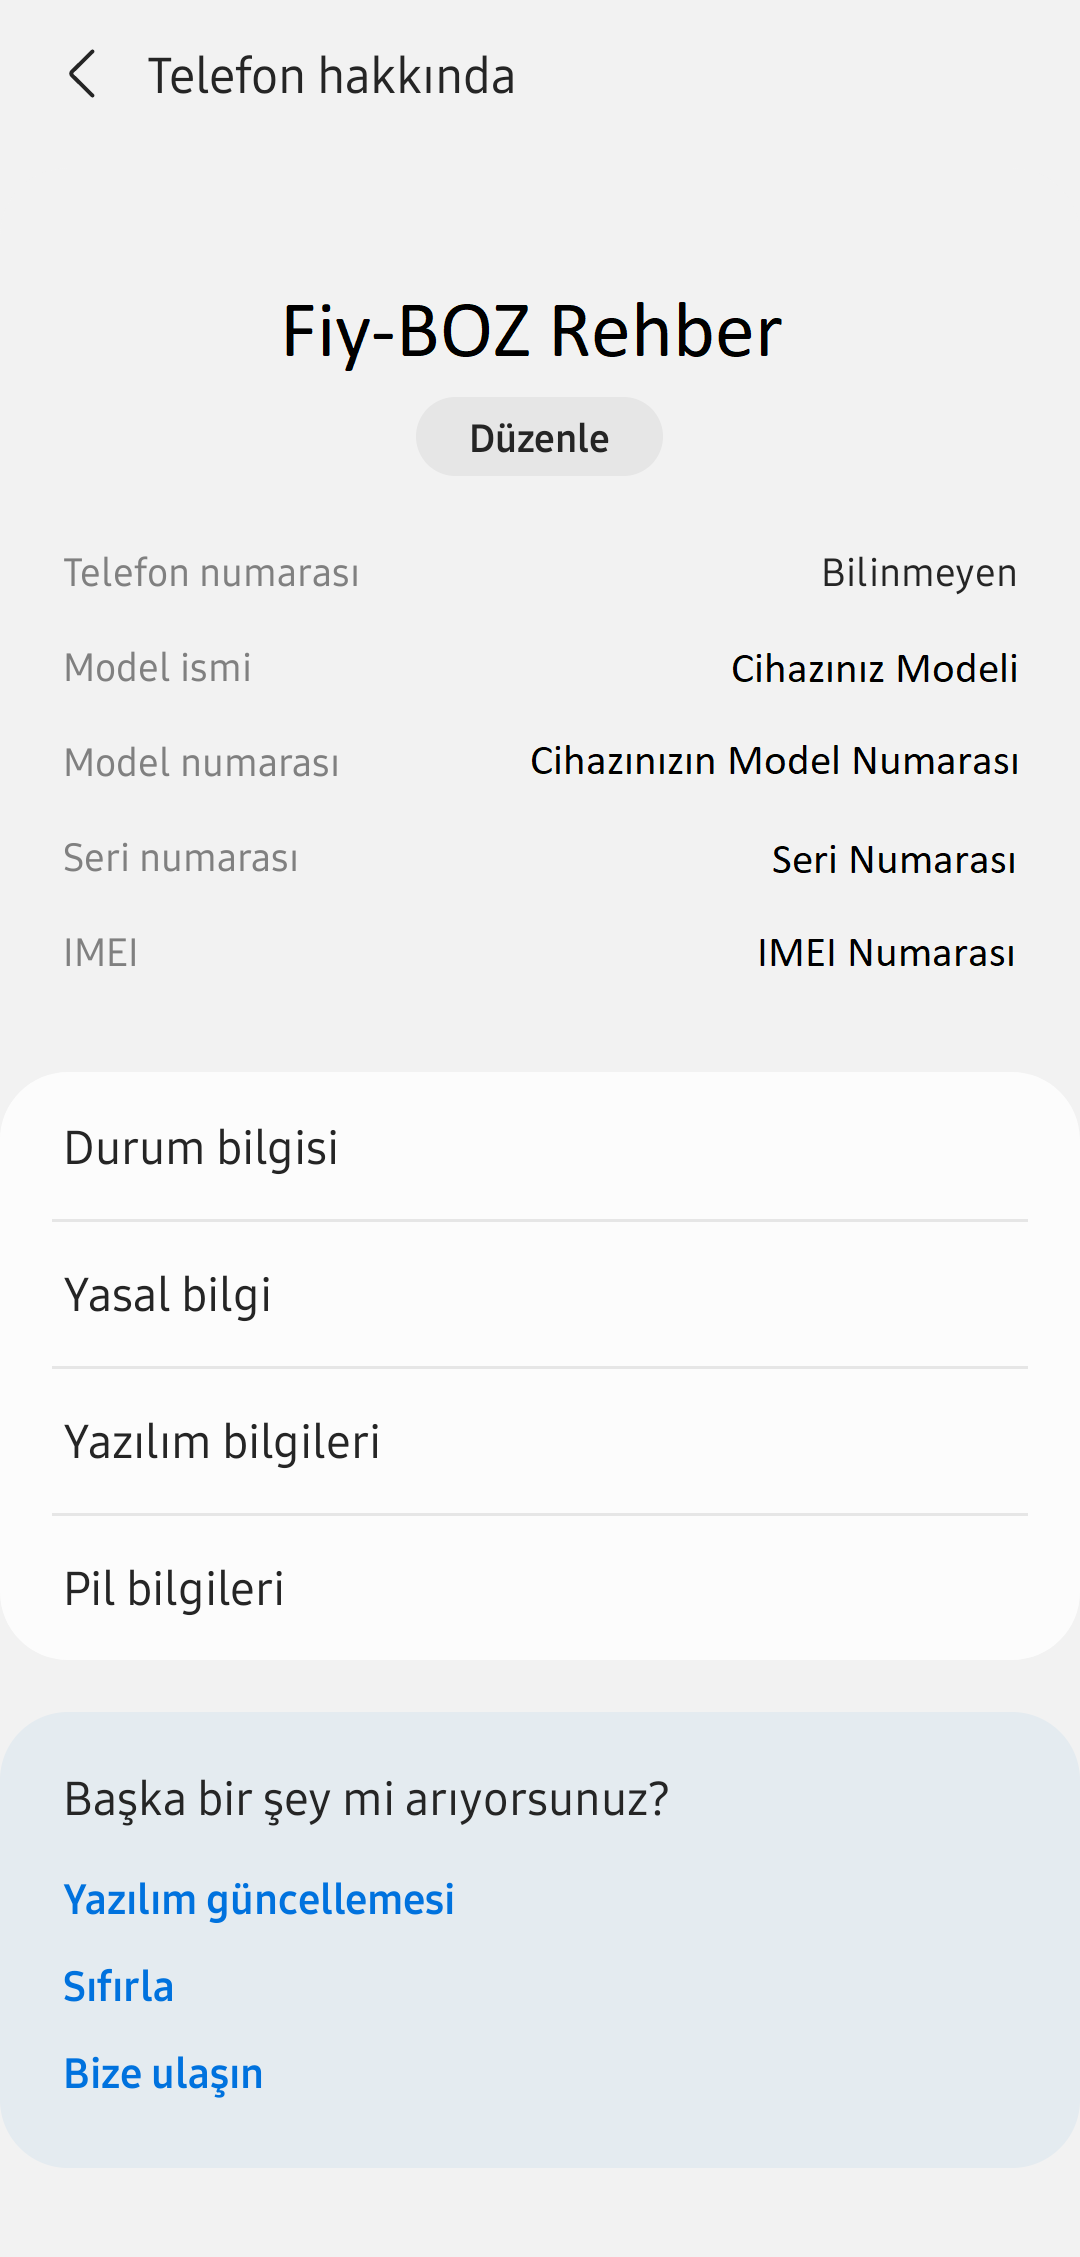 Telefon hakkında
Fiy-BOZ Rehber
Düzenle
Telefon numarası Bilinmeyen
Model ismi Cihazınız Modeli
Model numarası Cihazınızın Model Numarası
Seri numarası Seri Numarası
IMEI IMEI Numarası
Durum bilgisi
Yasal bilgi
Yazılım bilgileri
Pil bilgileri
Başka bir şey mi arıyorsunuz?
Yazılım güncellemesi
Sıfırla
Bize ulaşın